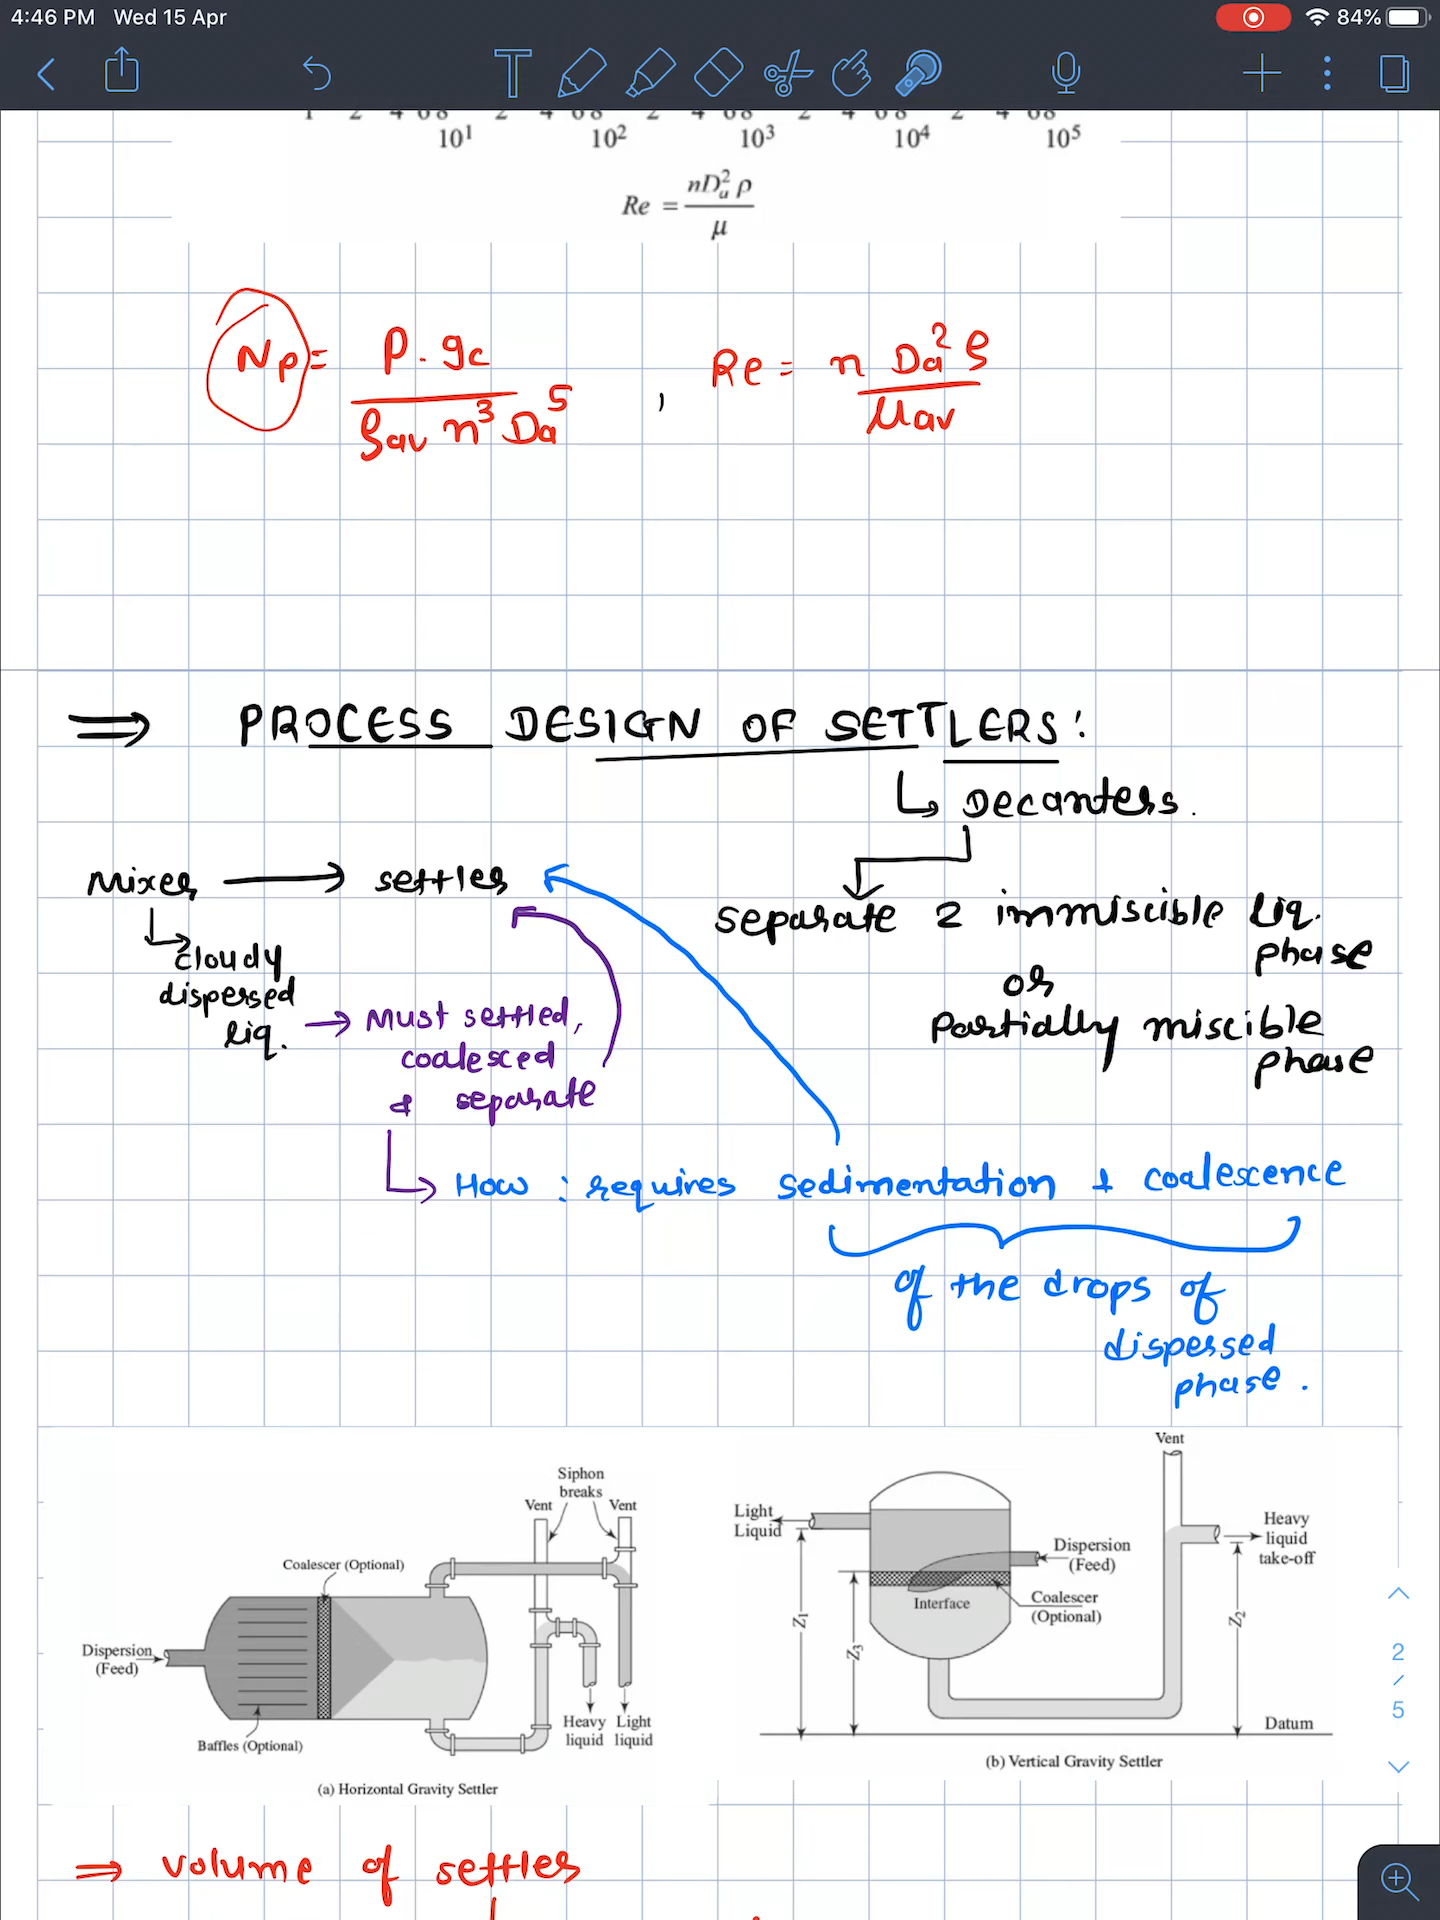 4:46 PM Wed 15 Apr 84%
10¹ 10² 10³ 10⁴ 10⁵
Re = nDₐ² ρ / μ
Np = P. gc / ρav n³ Da⁵ , Re = n Da² ρ / μav
⇒ PROCESS DESIGN OF SETTLERS:
↳ Decanters.
Mixer → settler
separate 2 immiscible liq. phase
or
Partially miscible phase
cloudy
dispersed
liq.
→ Must settled,
coalesced
& separate
↳ How : requires sedimentation + coalescence
of the drops of
dispersed
phase.
Siphon
breaks
Vent Vent
Coalescer (Optional)
Dispersion
(Feed)
Baffles (Optional)
Heavy liquid
Light liquid
(a) Horizontal Gravity Settler
Vent
Light
Liquid
Dispersion
(Feed)
Heavy
liquid
take-off
Interface
Coalescer
(Optional)
Z₁
Z₃
Z₂
Datum
(b) Vertical Gravity Settler
2
/
5
⇒ volume of settler